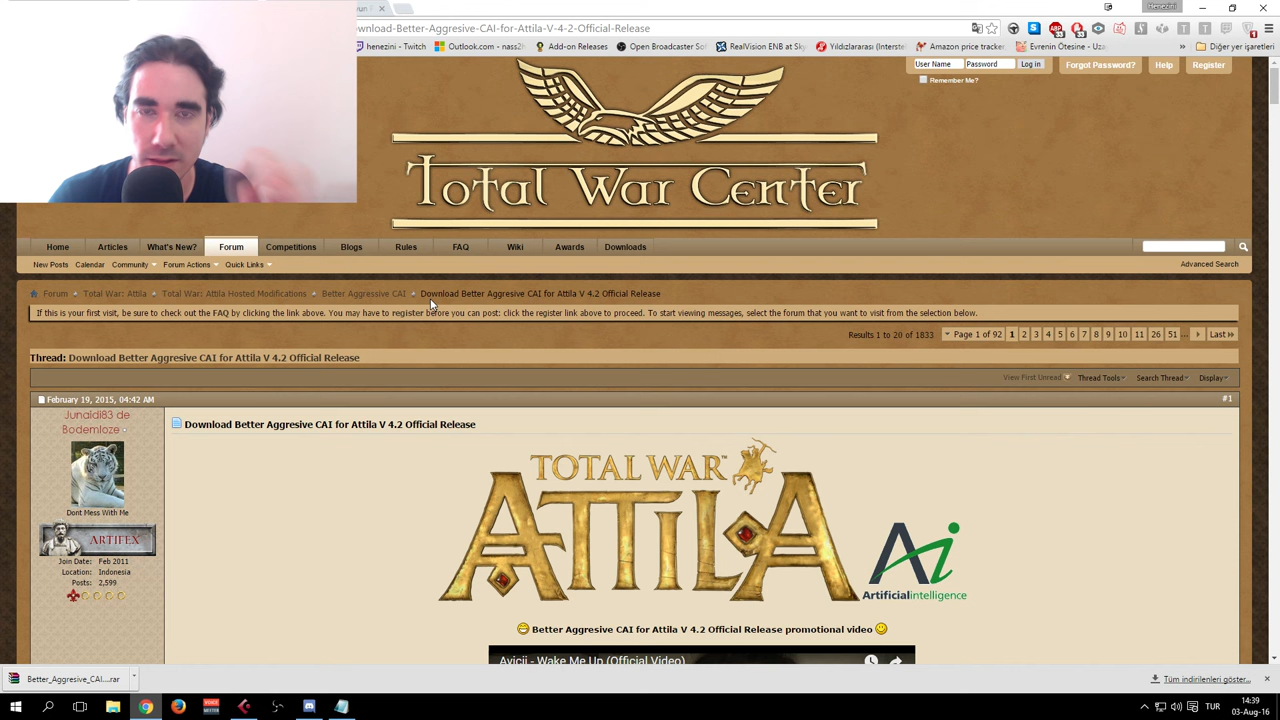 Henezini
wnload-Better-Aggresive-CAI-for-Attila-V-4-2-Official-Release
henezini - Twitch
Outlook.com - nass2h
Add-on Releases
Open Broadcaster Sof
RealVision ENB at Sky
Yıldızlararası (Interste
Amazon price tracker
Evrenin Ötesine - Uza
Diğer yer işaretleri
User Name
Password
Log in
Remember Me?
Forgot Password?
Help
Register
Total War Center
Home
Articles
What's New?
Forum
Competitions
Blogs
Rules
FAQ
Wiki
Awards
Downloads
New Posts
Calendar
Community
Forum Actions
Quick Links
Advanced Search
Forum
Total War: Attila
Total War: Attila Hosted Modifications
Better Aggressive CAI
Download Better Aggresive CAI for Attila V 4.2 Official Release
If this is your first visit, be sure to check out the FAQ by clicking the link above. You may have to register before you can post: click the register link above to proceed. To start viewing messages, select the forum that you want to visit from the selection below.
Results 1 to 20 of 1833
Page 1 of 92 1 2 3 4 5 6 7 8 9 10 11 26 51 ... Last
Thread: Download Better Aggresive CAI for Attila V 4.2 Official Release
View First Unread
Thread Tools
Search Thread
Display
February 19, 2015, 04:42 AM
#1
Junaidi83 de
Bodemloze
Dont Mess With Me
ARTIFEX
Join Date: Feb 2011
Location: Indonesia
Posts: 2,599
Download Better Aggresive CAI for Attila V 4.2 Official Release
TOTAL WAR™
ATTILA
Ai
Artificialintelligence
Better Aggresive CAI for Attila V 4.2 Official Release promotional video
Avicii - Wake Me Up (Official Video)
Better_Aggresive_CAI....rar
Tüm indirilenleri göster...
TUR
14:39
03-Aug-16